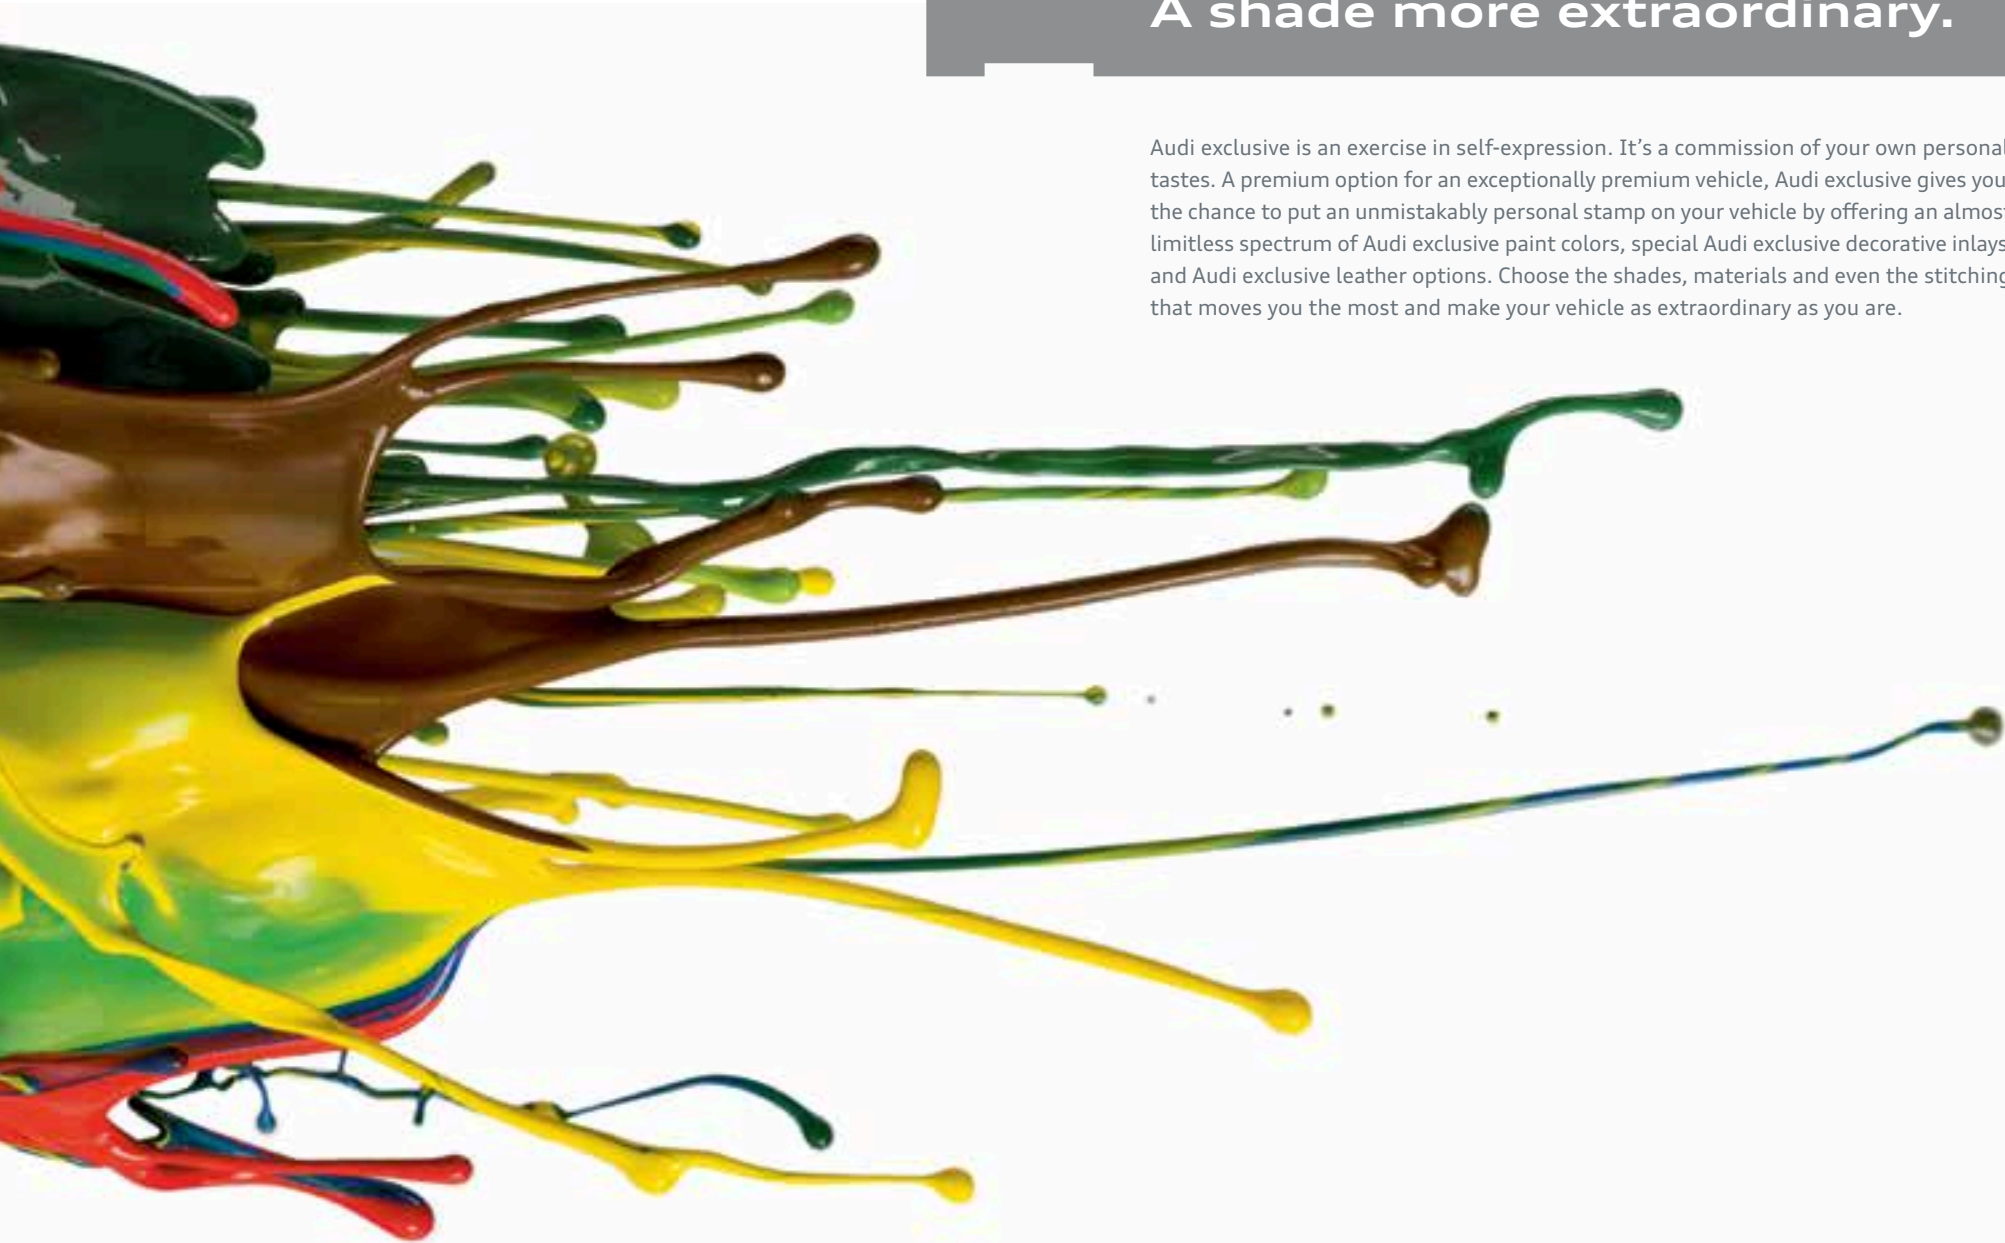 A shade more extraordinary.
Audi exclusive is an exercise in self-expression. It’s a commission of your own personal
tastes. A premium option for an exceptionally premium vehicle, Audi exclusive gives you
the chance to put an unmistakably personal stamp on your vehicle by offering an almost
limitless spectrum of Audi exclusive paint colors, special Audi exclusive decorative inlays
and Audi exclusive leather options. Choose the shades, materials and even the stitching
that moves you the most and make your vehicle as extraordinary as you are.